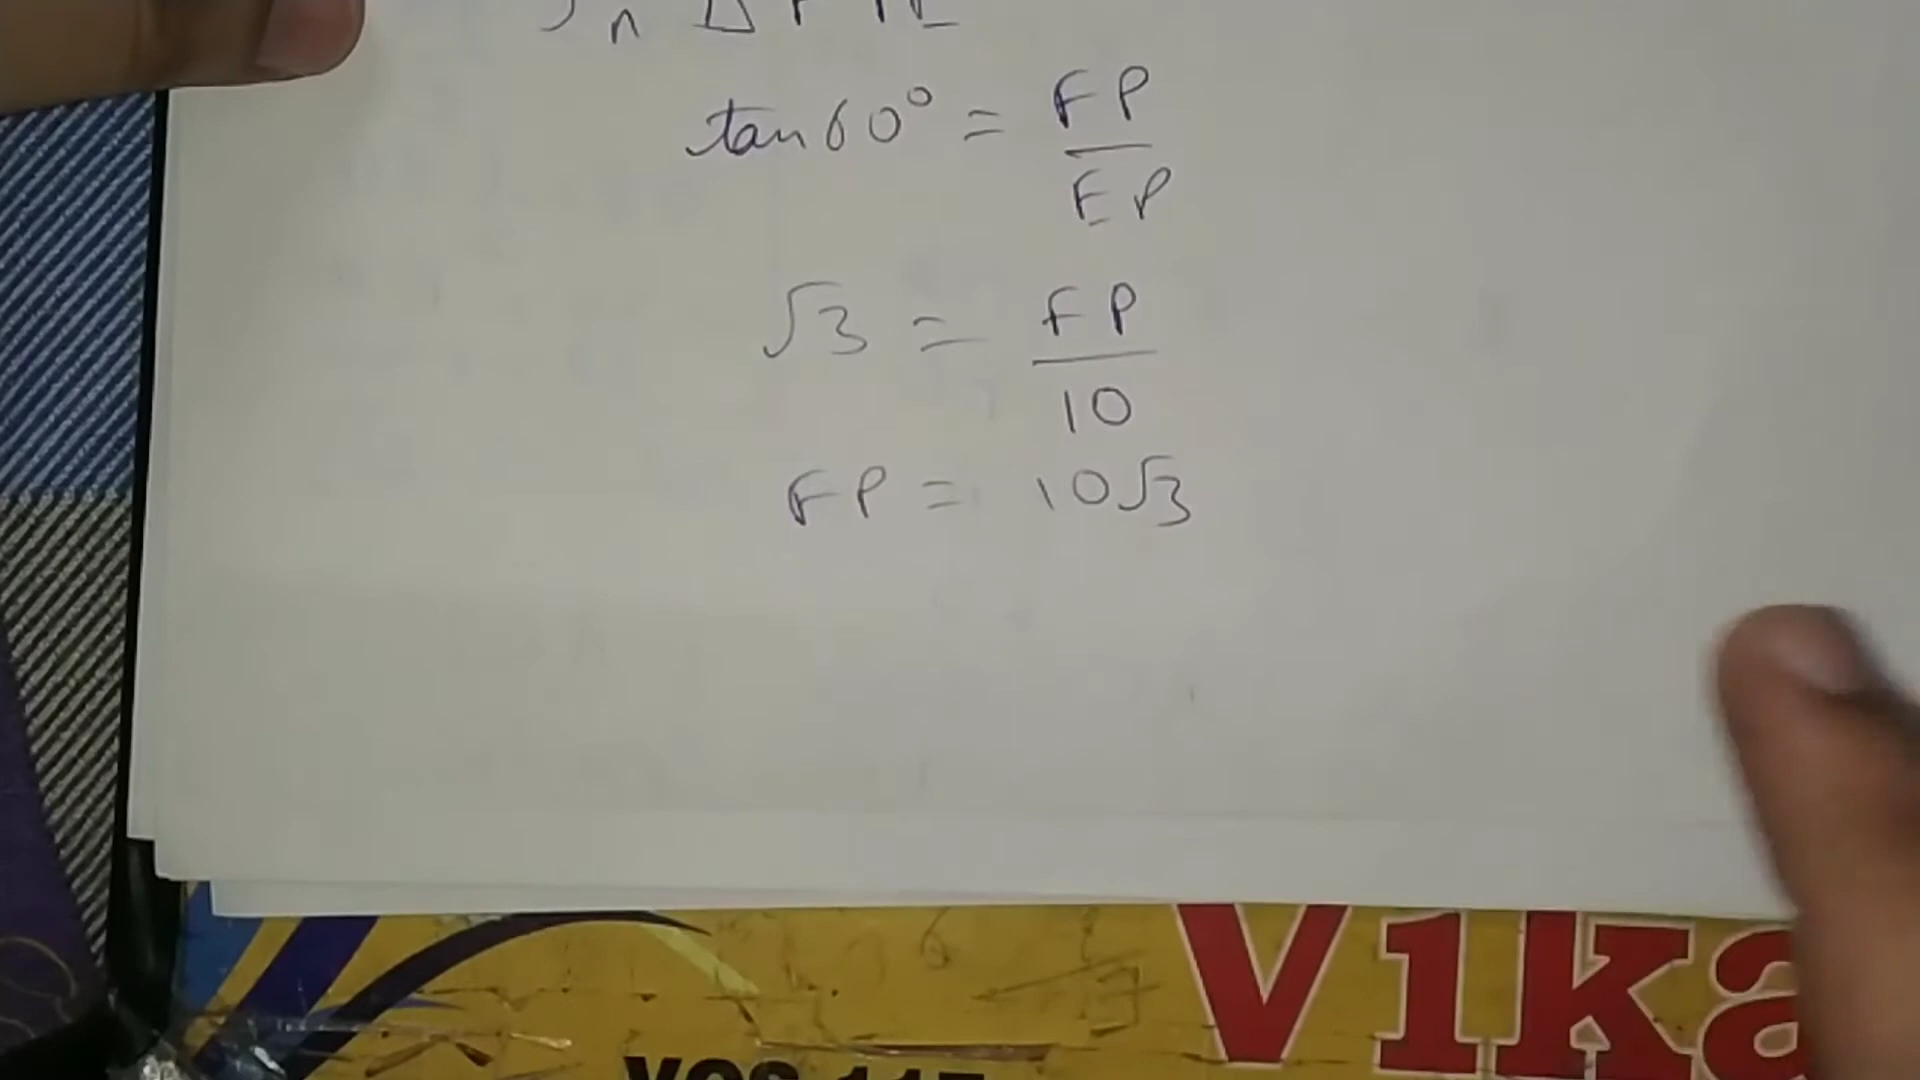 tan 60° = FP / EP
√3 = FP / 10
FP = 10√3
Vika